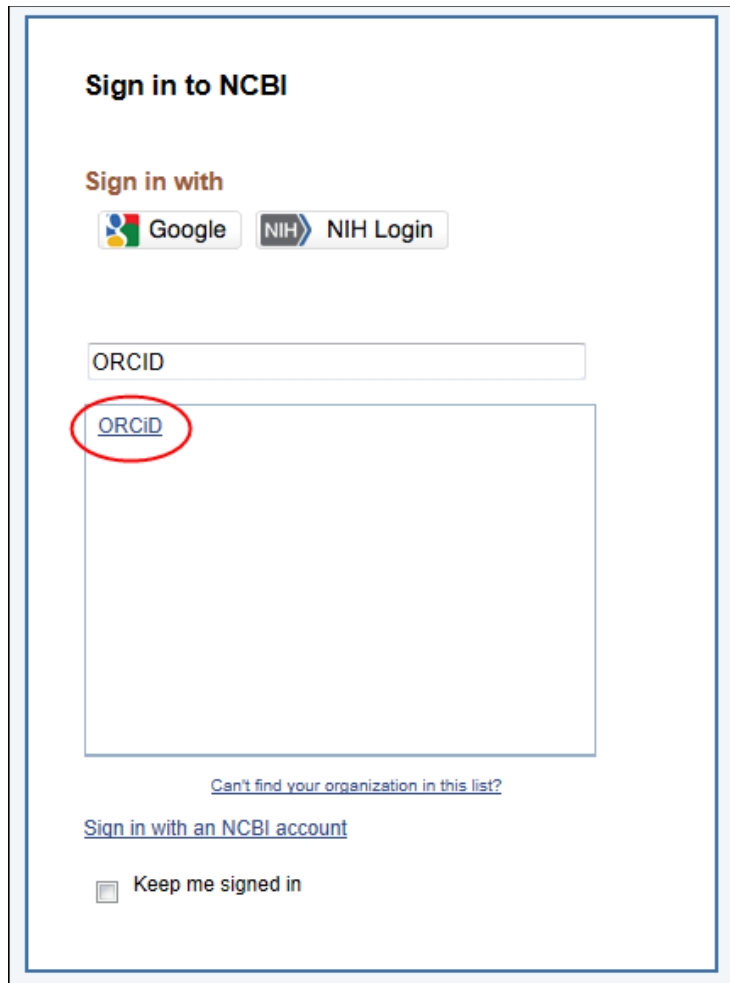 Sign in to NCBI
Sign in with
Google NIH NIH Login
ORCID
ORCiD
Can't find your organization in this list?
Sign in with an NCBI account
Keep me signed in